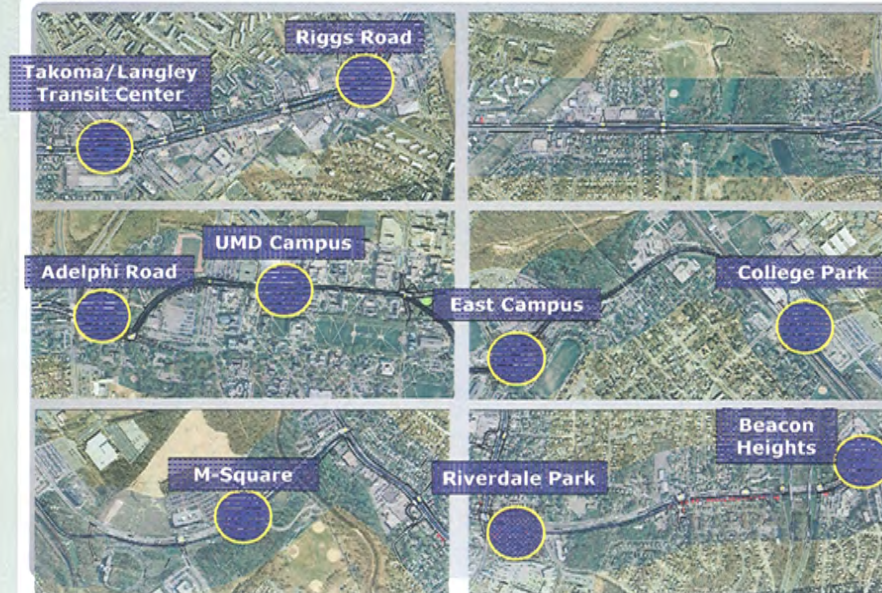 Riggs Road
Takoma/Langley
Transit Center
UMD Campus
Adelphi Road
East Campus
College Park
M-Square
Riverdale Park
Beacon
Heights